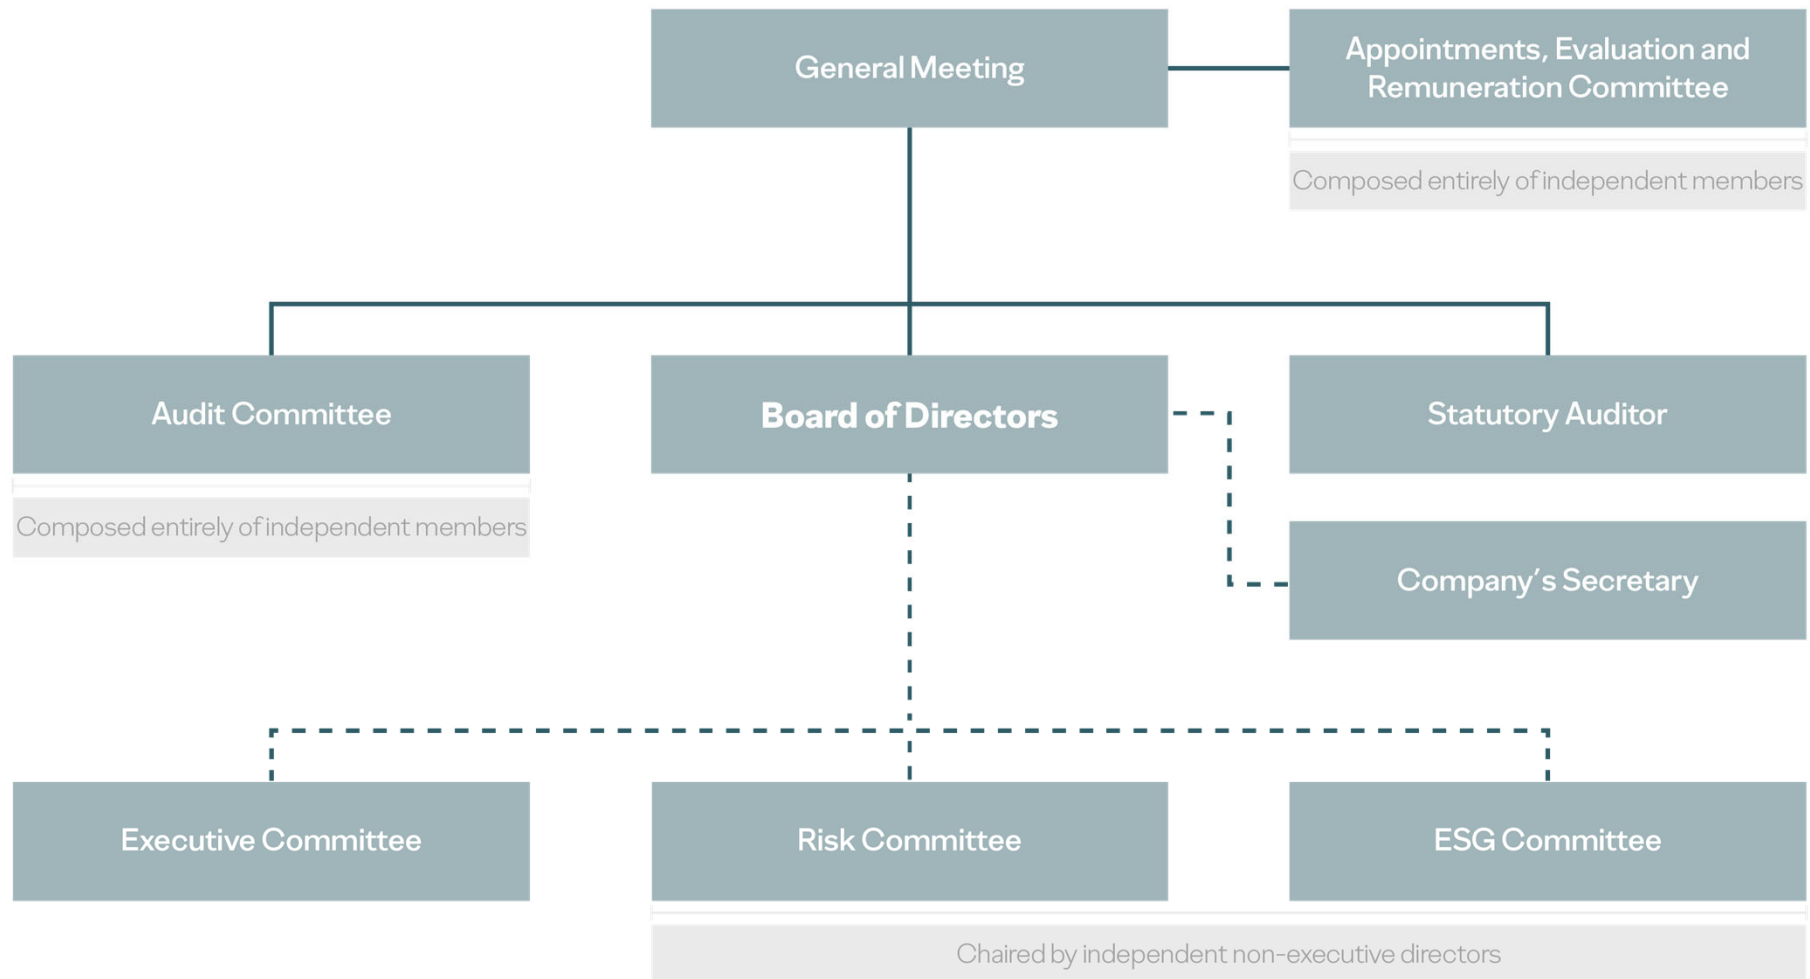 General Meeting
Appointments, Evaluation and
Remuneration Committee
Composed entirely of independent members
Audit Committee
Board of Directors
Statutory Auditor
Composed entirely of independent members
Company's Secretary
Executive Committee
Risk Committee
ESG Committee
Chaired by independent non-executive directors